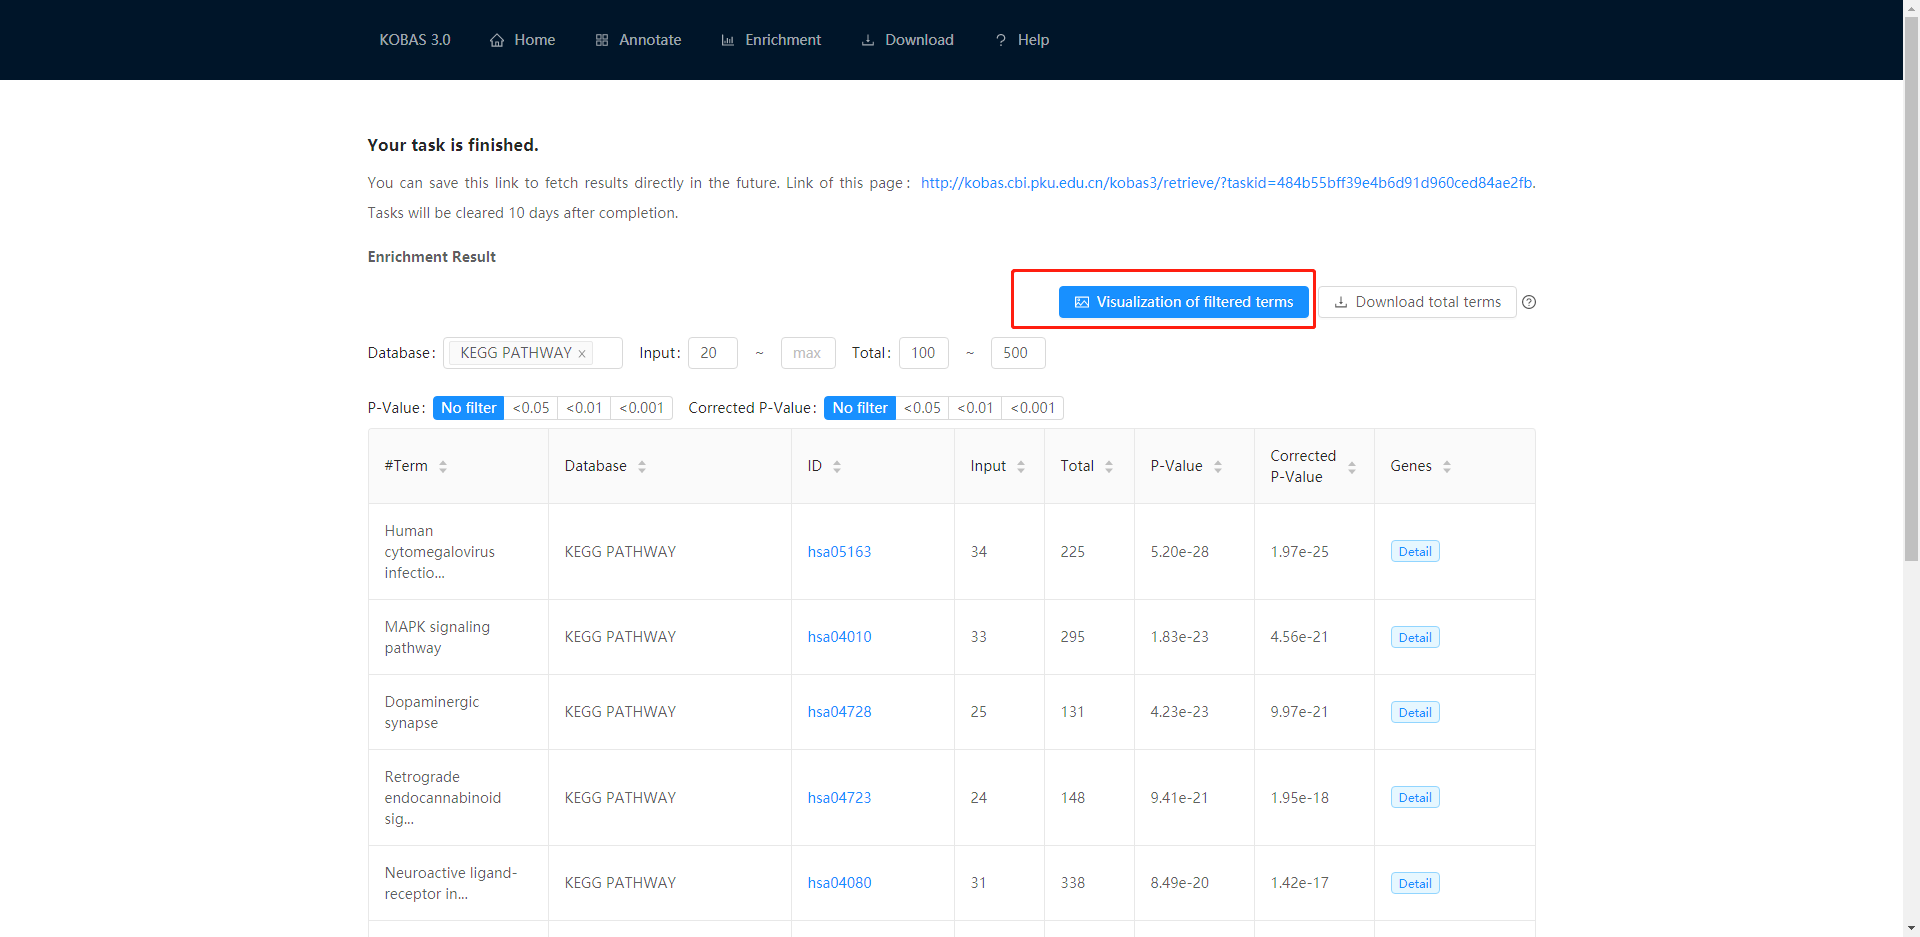 KOBAS 3.0 Home Annotate Enrichment Download Help
Your task is finished.
You can save this link to fetch results directly in the future. Link of this page: http://kobas.cbi.pku.edu.cn/kobas3/retrieve/?taskid=484b55bff39e4b6d91d960ced84ae2fb.
Tasks will be cleared 10 days after completion.
Enrichment Result
Visualization of filtered terms Download total terms ?
Database: KEGG PATHWAY × Input: 20 ~ max Total: 100 ~ 500
P-Value: No filter <0.05 <0.01 <0.001 Corrected P-Value: No filter <0.05 <0.01 <0.001
#Term Database ID Input Total P-Value Corrected P-Value Genes
Human
cytomegalovirus
infectio...
KEGG PATHWAY hsa05163 34 225 5.20e-28 1.97e-25 Detail
MAPK signaling
pathway
KEGG PATHWAY hsa04010 33 295 1.83e-23 4.56e-21 Detail
Dopaminergic
synapse
KEGG PATHWAY hsa04728 25 131 4.23e-23 9.97e-21 Detail
Retrograde
endocannabinoid
sig...
KEGG PATHWAY hsa04723 24 148 9.41e-21 1.95e-18 Detail
Neuroactive ligand-
receptor in...
KEGG PATHWAY hsa04080 31 338 8.49e-20 1.42e-17 Detail